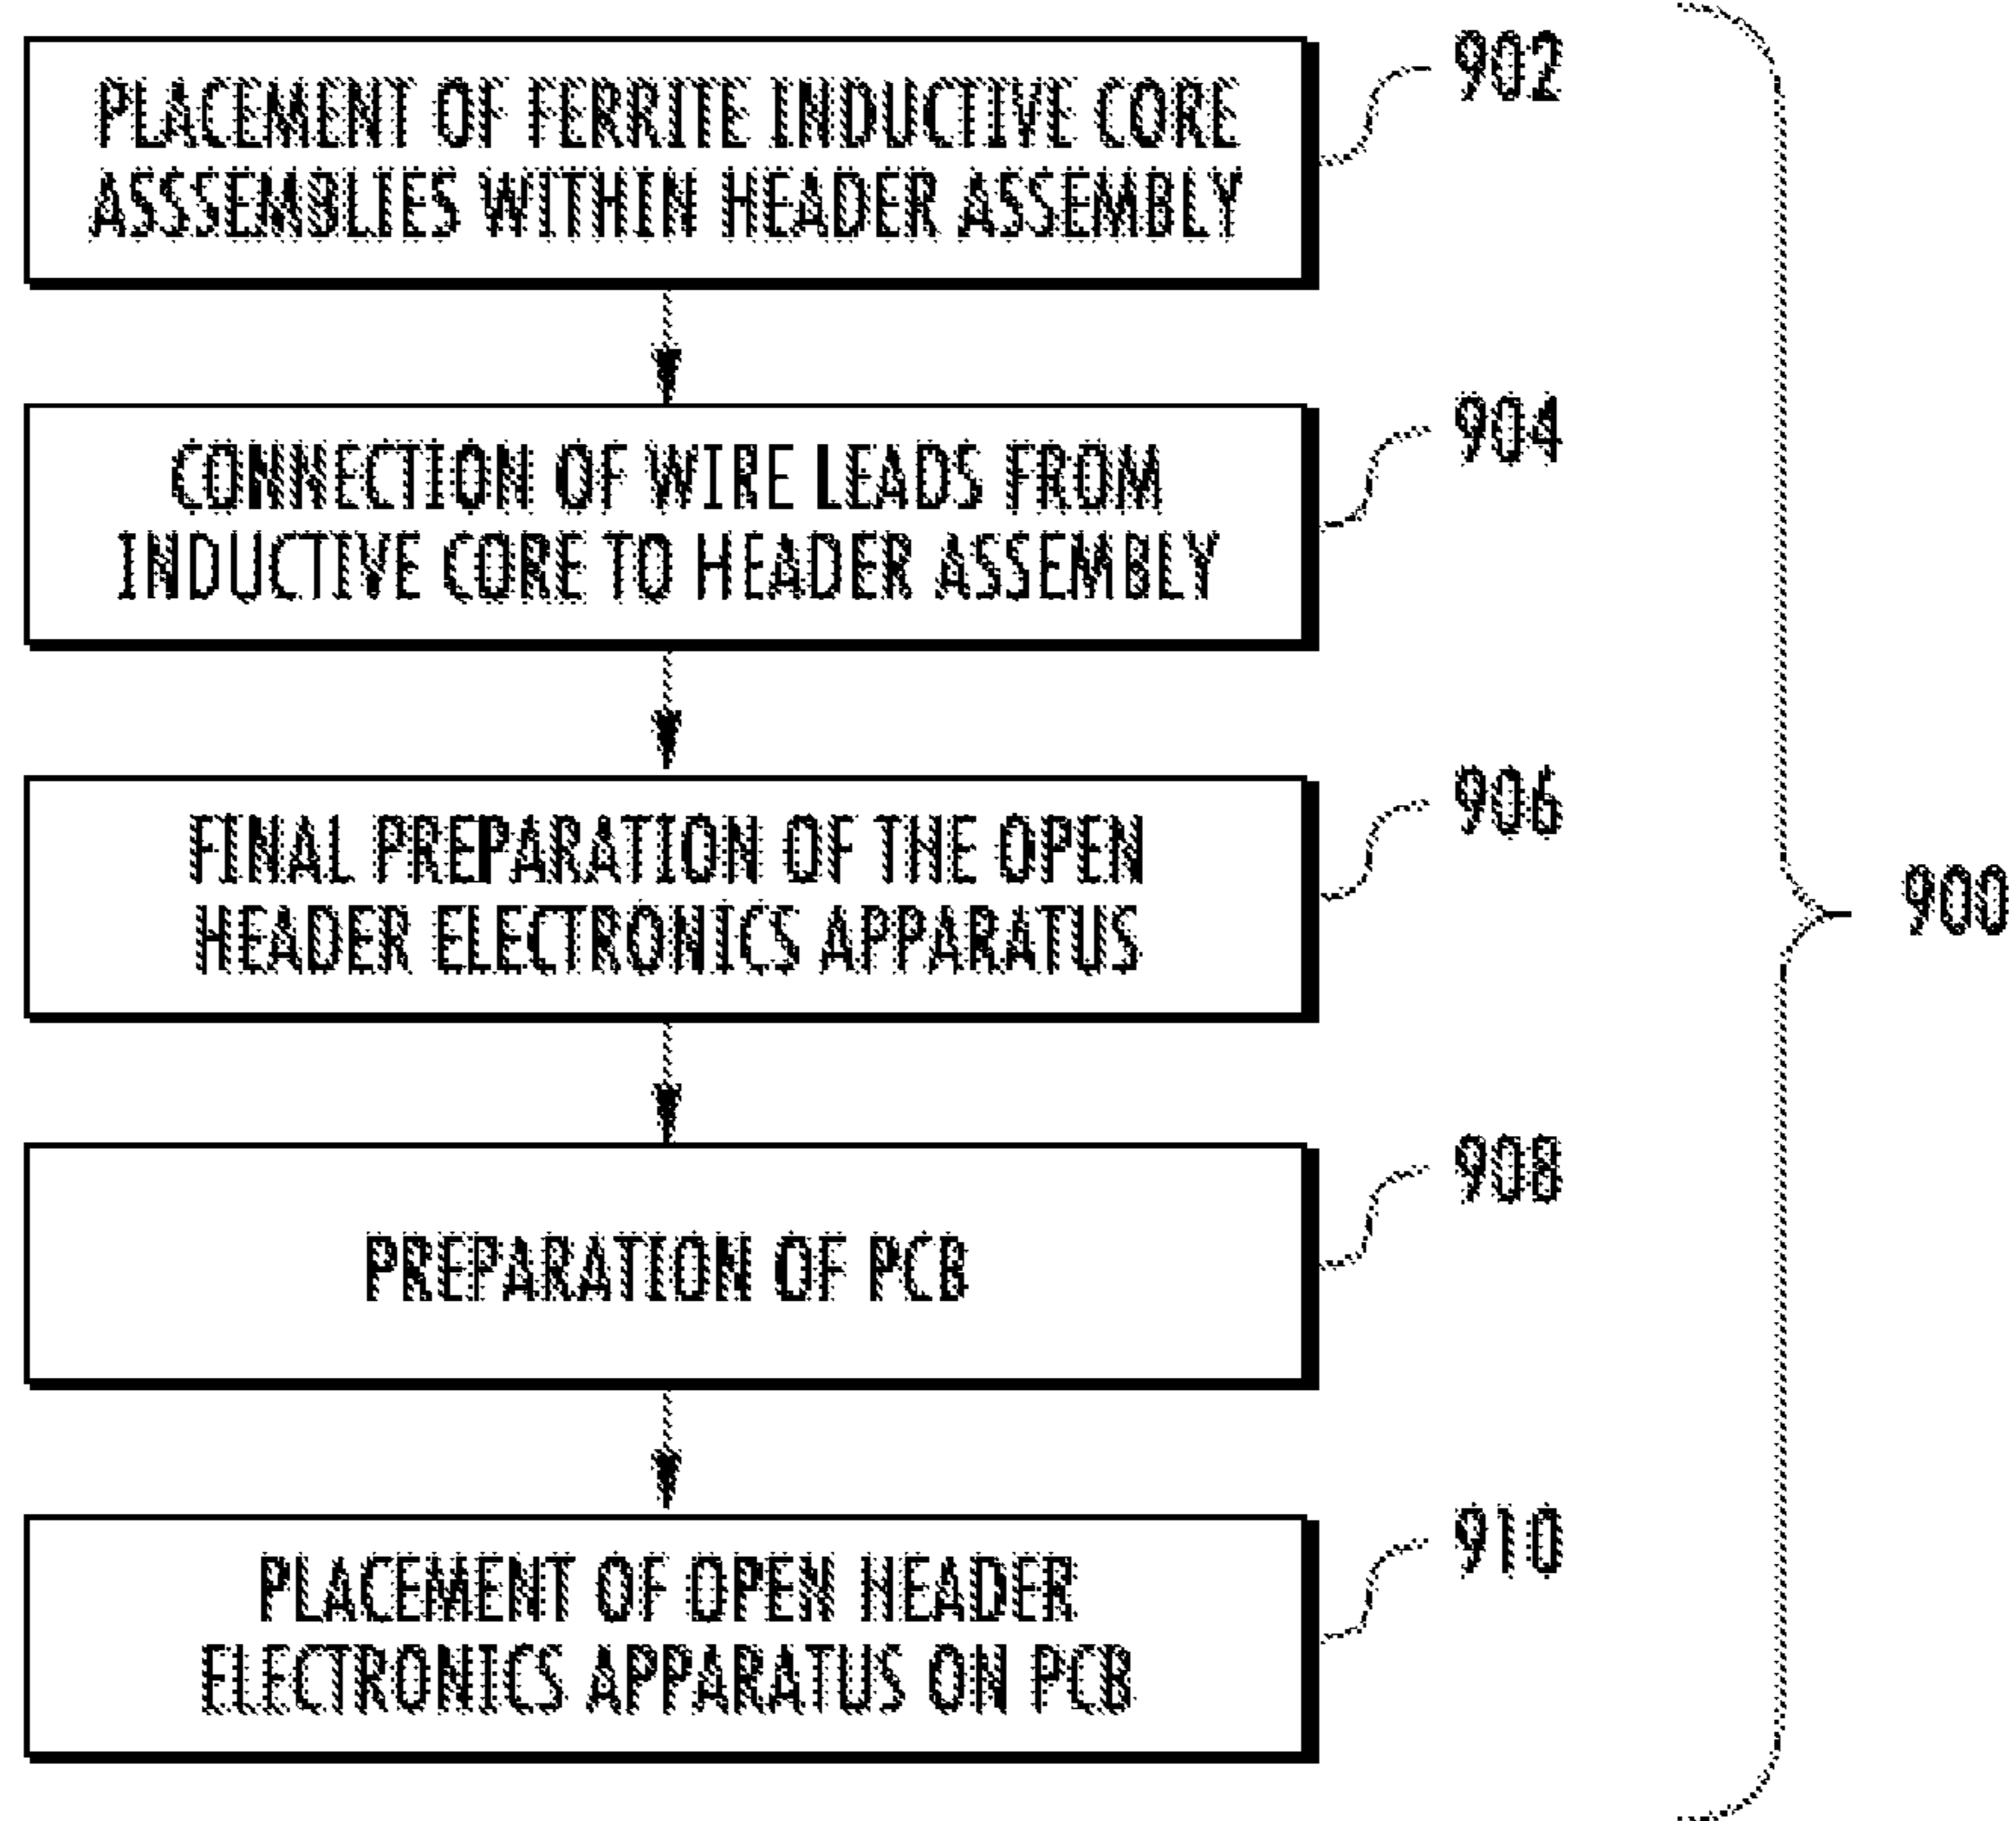 PLACEMENT OF FERRITE INDUCTIVE CORE
ASSSEMBLIES WITHIN HEADER ASSEMBLY
902
CONNECTION OF WIRE LEADS FROM
INDUCTIVE CORE TO HEADER ASSEMBLY
904
FINAL PREPARATION OF THE OPEN
HEADER ELECTRONICS APPARATUS
906
900
PREPARATION OF PCB
908
PLACEMENT OF OPEN HEADER
ELECTRONICS APPARATUS ON PCB
910